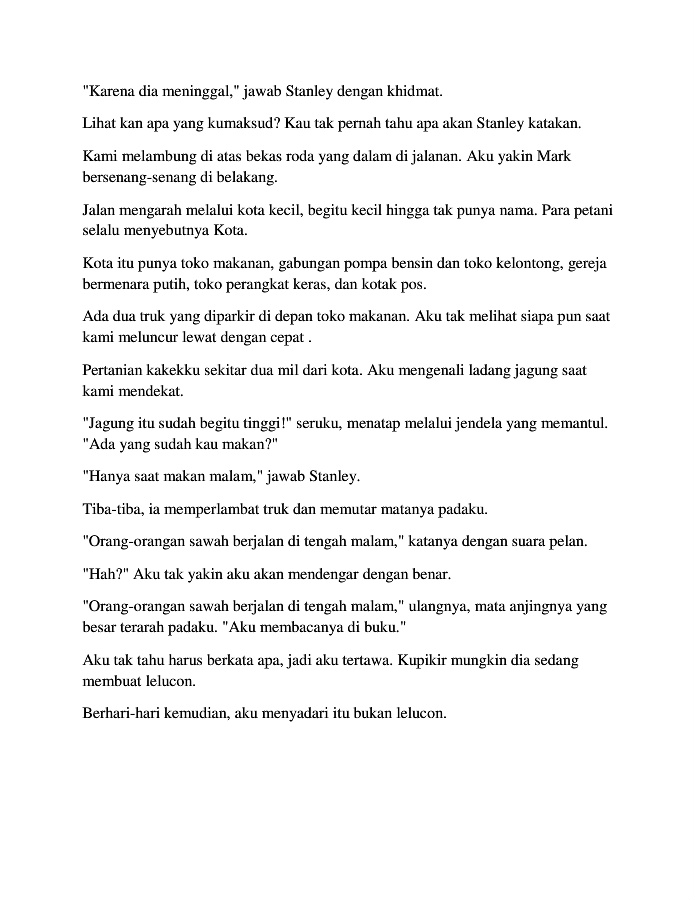 "Karena dia meninggal," jawab Stanley dengan khidmat.
Lihat kan apa yang kumaksud? Kau tak pernah tahu apa akan Stanley katakan.
Kami melambung di atas bekas roda yang dalam di jalanan. Aku yakin Mark
bersenang-senang di belakang.
Jalan mengarah melalui kota kecil, begitu kecil hingga tak punya nama. Para petani
selalu menyebutnya Kota.
Kota itu punya toko makanan, gabungan pompa bensin dan toko kelontong, gereja
bermenara putih, toko perangkat keras, dan kotak pos.
Ada dua truk yang diparkir di depan toko makanan. Aku tak melihat siapa pun saat
kami meluncur lewat dengan cepat .
Pertanian kakekku sekitar dua mil dari kota. Aku mengenali ladang jagung saat
kami mendekat.
"Jagung itu sudah begitu tinggi!" seruku, menatap melalui jendela yang memantul.
"Ada yang sudah kau makan?"
"Hanya saat makan malam," jawab Stanley.
Tiba-tiba, ia memperlambat truk dan memutar matanya padaku.
"Orang-orangan sawah berjalan di tengah malam," katanya dengan suara pelan.
"Hah?" Aku tak yakin aku akan mendengar dengan benar.
"Orang-orangan sawah berjalan di tengah malam," ulangnya, mata anjingnya yang
besar terarah padaku. "Aku membacanya di buku."
Aku tak tahu harus berkata apa, jadi aku tertawa. Kupikir mungkin dia sedang
membuat lelucon.
Berhari-hari kemudian, aku menyadari itu bukan lelucon.